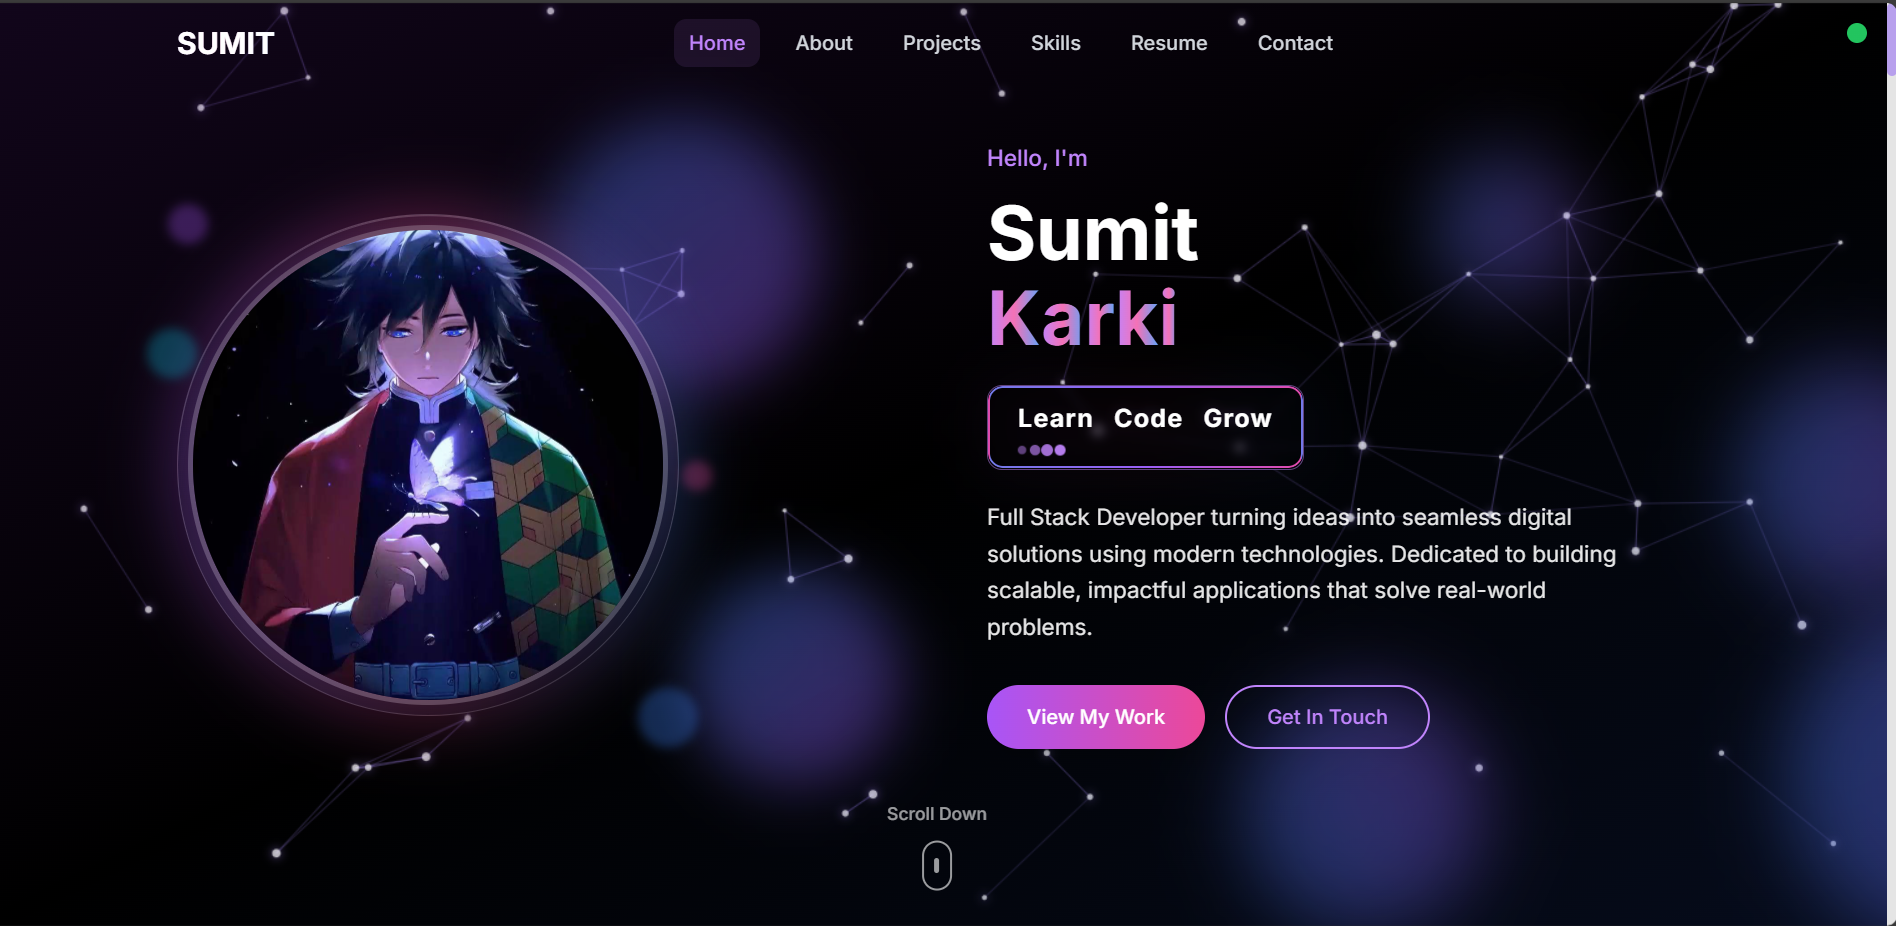 SUMIT
Home About Projects Skills Resume Contact
Hello, I'm
Sumit
Karki
Learn Code Grow
Full Stack Developer turning ideas into seamless digital
solutions using modern technologies. Dedicated to building
scalable, impactful applications that solve real-world
problems.
View My Work
Get In Touch
Scroll Down